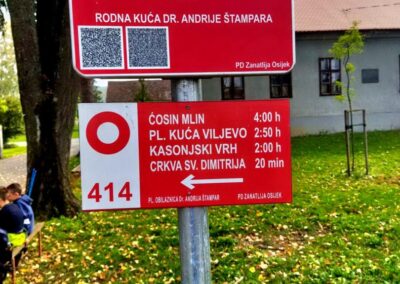 RODNA KUĆA DR. ANDRIJE ŠTAMPARA
PD Zanatlija Osijek
ĆOSIN MLIN 4:00 h
PL. KUĆA VILJEVO 2:50 h
KASONJSKI VRH 2:00 h
CRKVA SV. DIMITRIJA 20 min
414
PL. OBILAZNICA Dr. ANDRIJA ŠTAMPAR PD ZANATLIJA OSIJEK